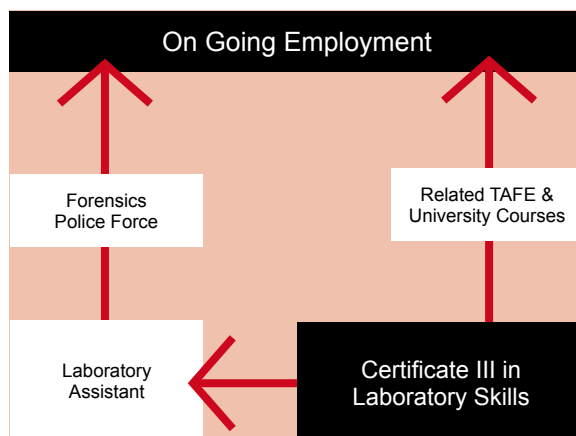 On Going Employment
Forensics
Police Force
Related TAFE &
University Courses
Laboratory
Assistant
Certificate III in
Laboratory Skills